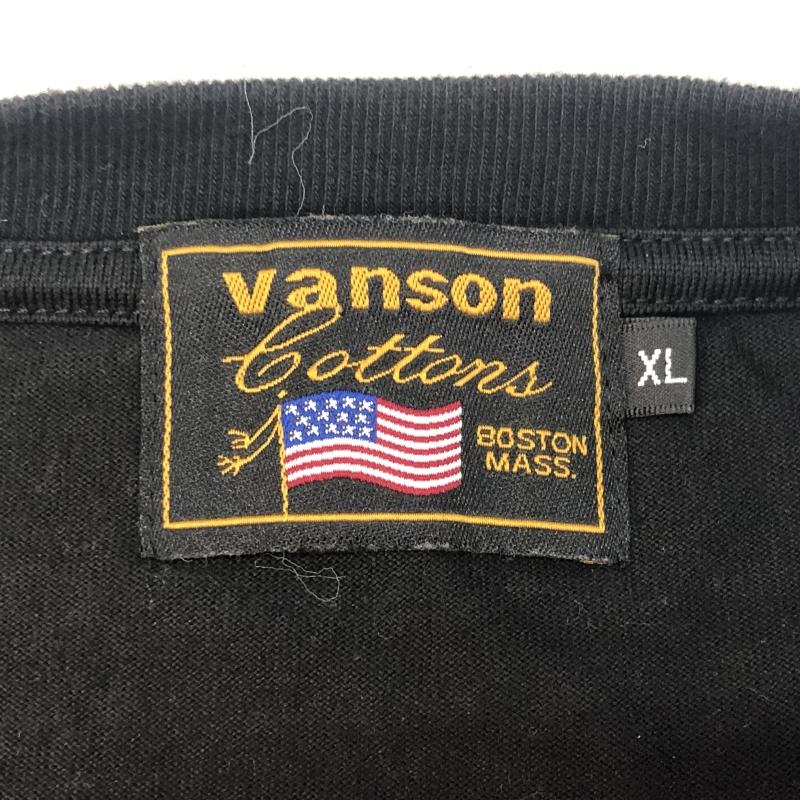 vanson
Cottons
BOSTON
MASS.
XL